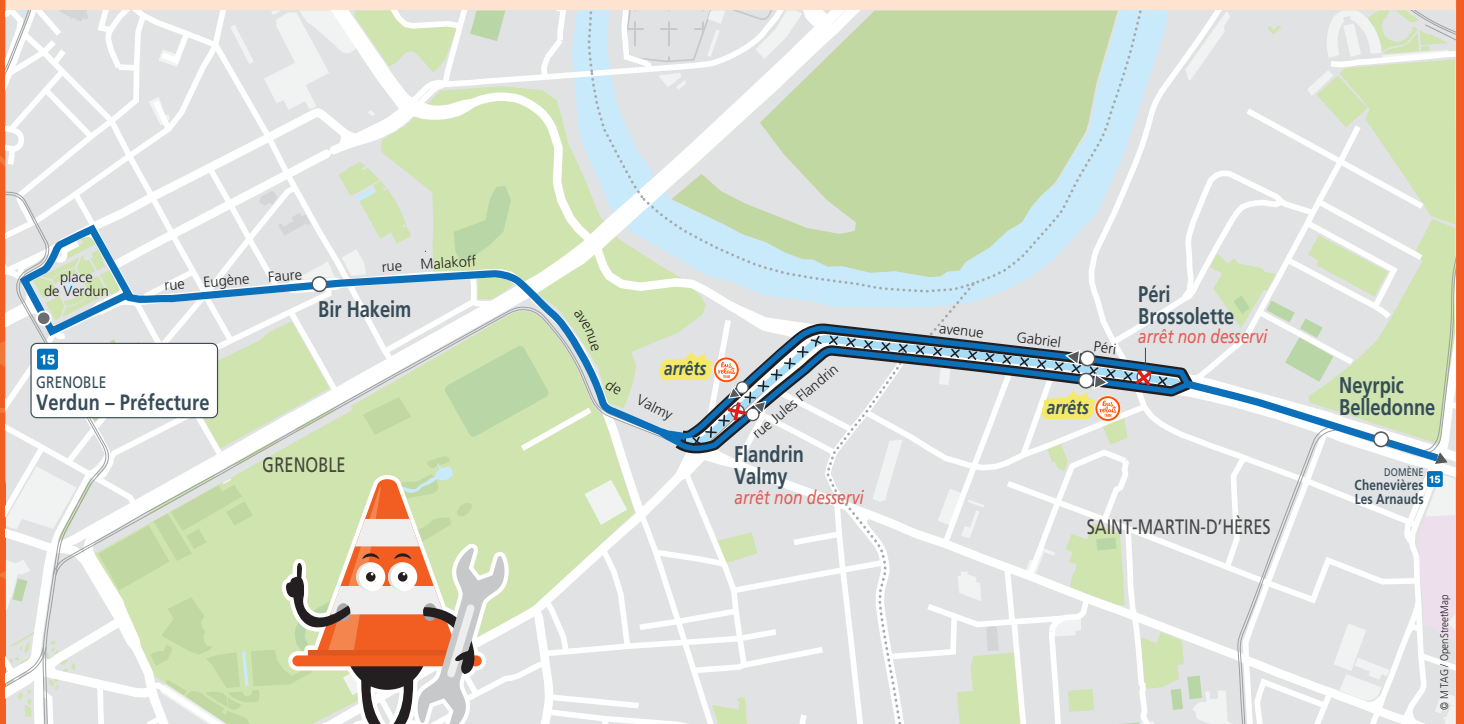 place
de Verdun
rue Eugène Faure
rue Malakoff
Bir Hakeim
15
GRENOBLE
Verdun – Préfecture
avenue
de
Valmy
arrêts
rue Jules Flandrin
Flandrin
Valmy
arrêt non desservi
avenue Gabriel Péri
Péri
Brossolette
arrêt non desservi
arrêts
Neyrpic
Belledonne
DOMÈNE
Chenevières
Les Arnauds
15
GRENOBLE
SAINT-MARTIN-D'HÈRES
© M TAG / OpenStreetMap